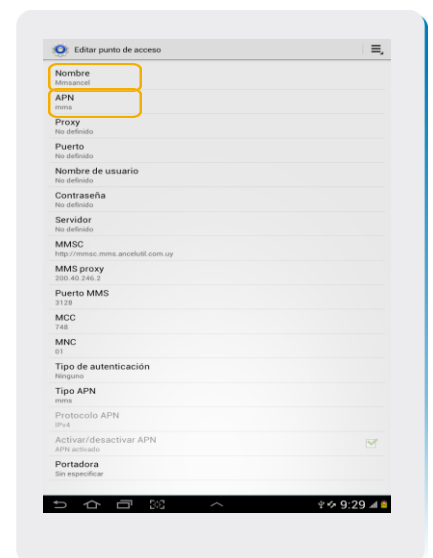 Editar punto de acceso
Nombre
Mmsancel
APN
mms
Proxy
No definido
Puerto
No definido
Nombre de usuario
No definido
Contraseña
No definido
Servidor
No definido
MMSC
http://mmsc.mms.ancelutil.com.uy
MMS proxy
200.40.246.2
Puerto MMS
3128
MCC
748
MNC
01
Tipo de autenticación
Ninguno
Tipo APN
mms
Protocolo APN
IPv4
Activar/desactivar APN
APN activado
Portadora
Sin especificar
9:29